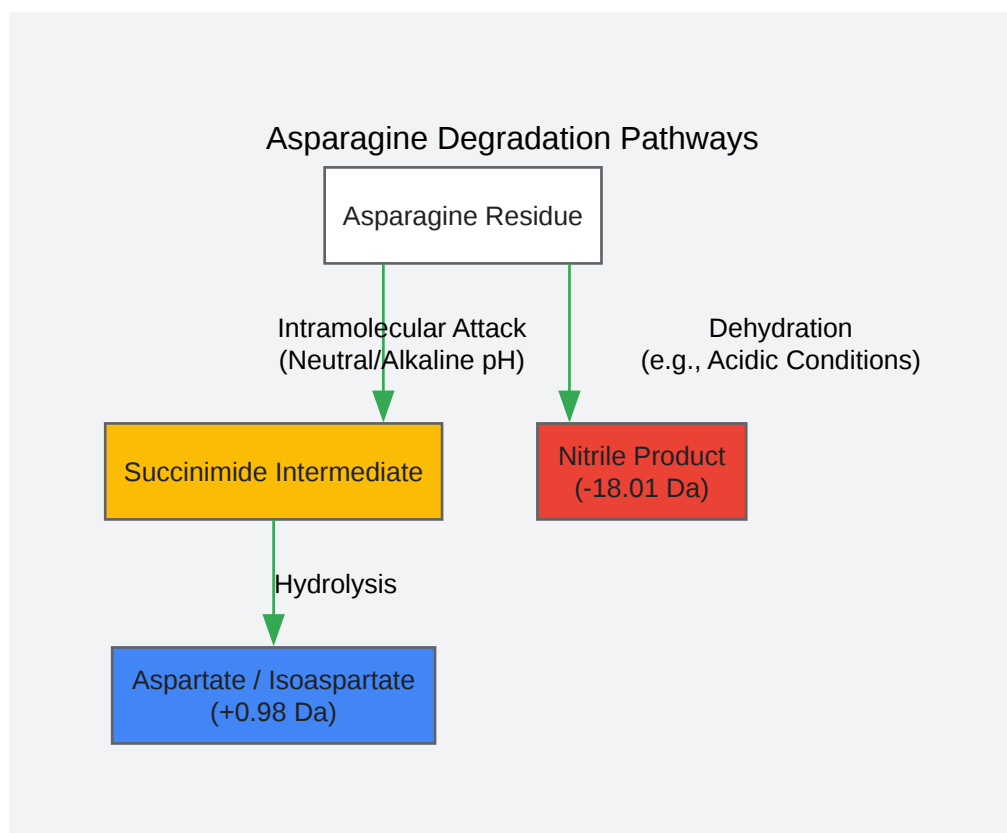 Asparagine Degradation Pathways
Asparagine Residue
Intramolecular Attack
(Neutral/Alkaline pH)
Dehydration
(e.g., Acidic Conditions)
Succinimide Intermediate
Nitrile Product
(-18.01 Da)
Hydrolysis
Aspartate / Isoaspartate
(+0.98 Da)